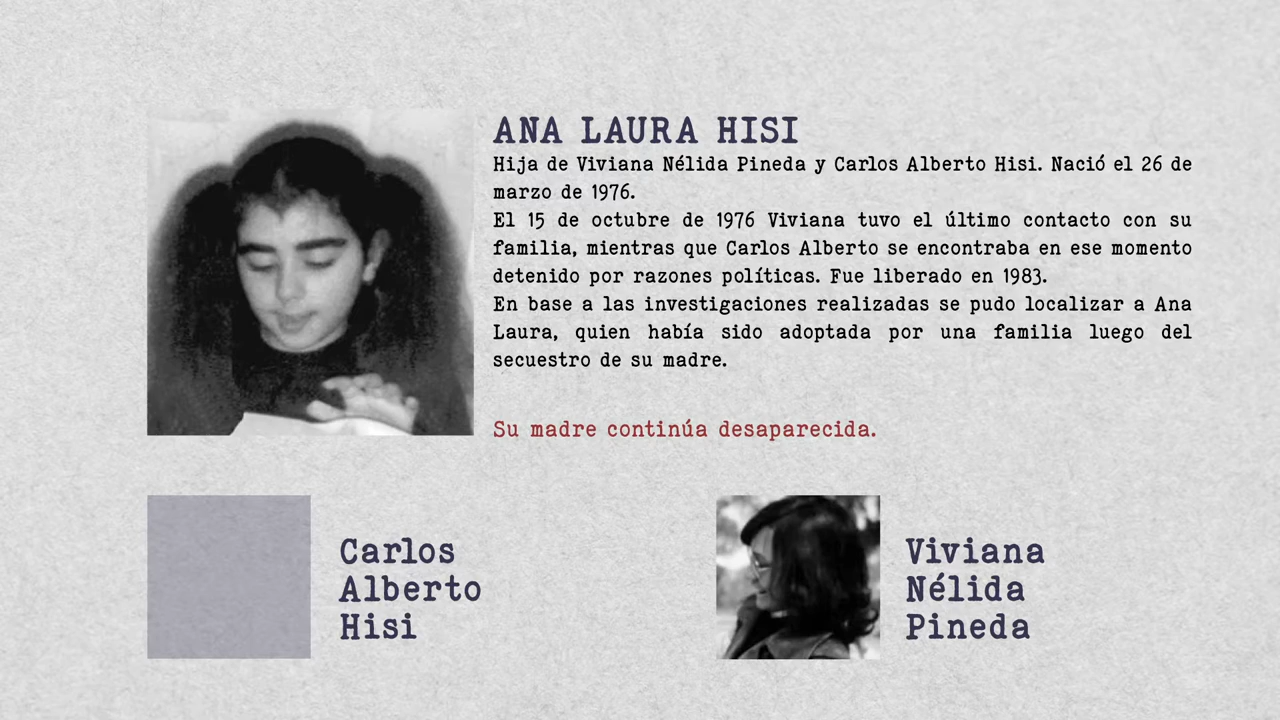 ANA LAURA HISI
Hija de Viviana Nélida Pineda y Carlos Alberto Hisi. Nació el 26 de
marzo de 1976.
El 15 de octubre de 1976 Viviana tuvo el último contacto con su
familia, mientras que Carlos Alberto se encontraba en ese momento
detenido por razones políticas. Fue liberado en 1983.
En base a las investigaciones realizadas se pudo localizar a Ana
Laura, quien había sido adoptada por una familia luego del
secuestro de su madre.
Su madre continúa desaparecida.
Carlos
Alberto
Hisi
Viviana
Nélida
Pineda